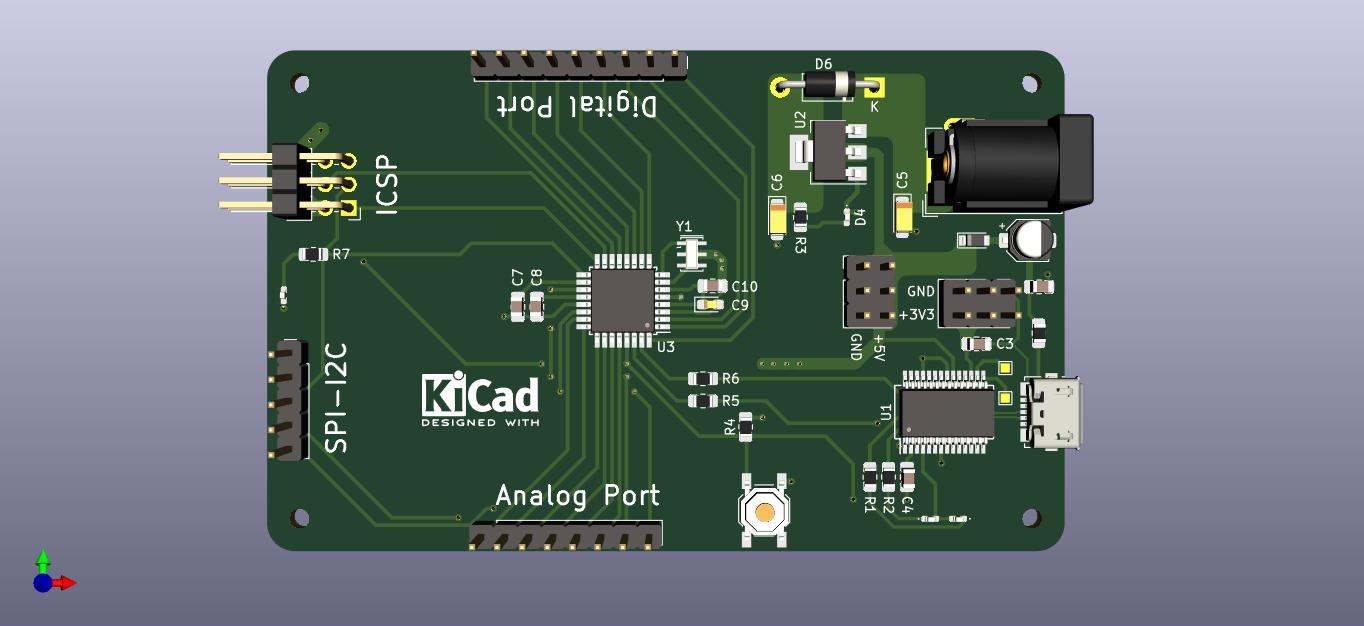 D6
K
Digital Port
U2
ICSP
C6
C5
R3
D4
+
R7
Y1
C7
C8
C10
C9
GND
+3V3
U3
GND
+5V
C3
SPI-I2C
R6
R5
KiCad
DESIGNED WITH
U1
R4
Analog Port
R1
R2
C4